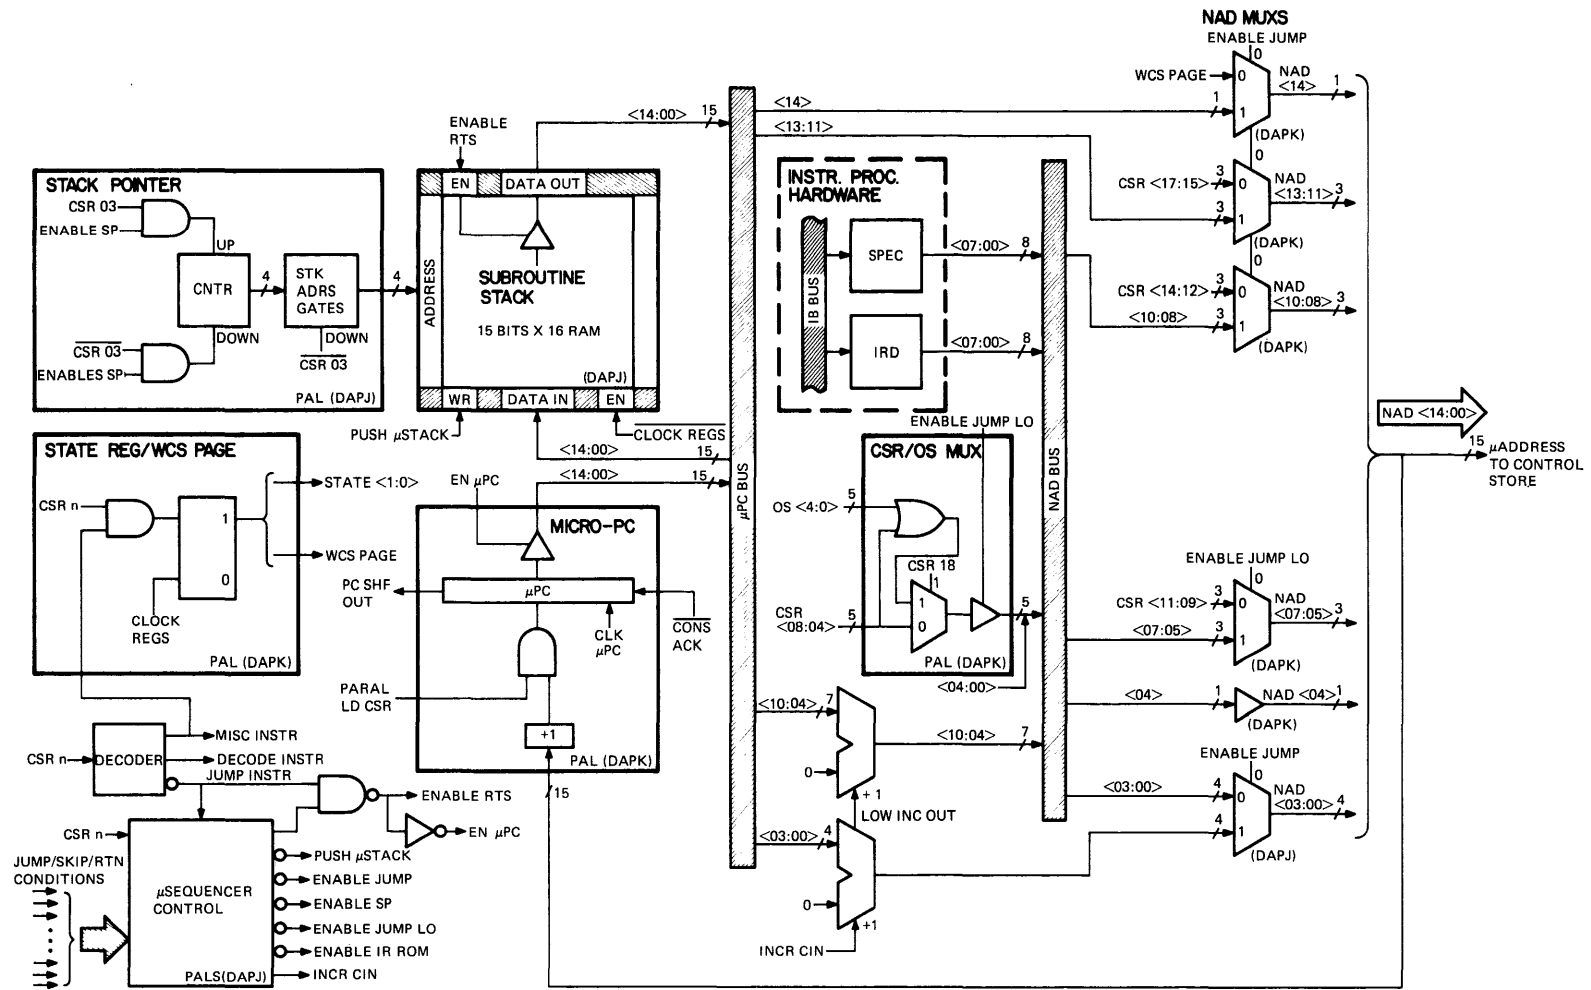 NAD MUXS
ENABLE JUMP
0
WCS PAGE
0
NAD
<14>
1
<14>
1
1
(DAPK)
<14:00>
15
<13:11>
ENABLE
RTS
0
CSR <17:15>
3
0
NAD
<13:11>
3
3
1
(DAPK)
STACK POINTER
CSR 03
ENABLE SP
UP
CNTR
4
STK
ADRS
GATES
4
DOWN
DOWN
CSR 03
CSR 03
ENABLES SP
PAL (DAPJ)
EN
DATA OUT
ADDRESS
SUBROUTINE
STACK
15 BITS X 16 RAM
(DAPJ)
WR
DATA IN
EN
PUSH μSTACK
CLOCK REGS
<14:00>
15
<14:00>
15
μPC BUS
INSTR. PROC.
HARDWARE
IB BUS
SPEC
<07:00>
8
IRD
<07:00>
8
NAD BUS
0
CSR <14:12>
3
0
NAD
<10:08>
3
<10:08>
3
1
(DAPK)
NAD <14:00>
15
μADDRESS
TO CONTROL
STORE
STATE REG/WCS PAGE
CSR n
1
0
STATE <1:0>
WCS PAGE
CLOCK
REGS
PAL (DAPK)
EN μPC
MICRO-PC
PC SHF
OUT
μPC
CLK
μPC
CONS
ACK
PARAL
LD CSR
+1
PAL (DAPK)
15
ENABLE JUMP LO
CSR/OS MUX
OS <4:0>
5
CSR 18
1
1
0
CSR
<08:04>
5
5
PAL (DAPK)
<04:00>
ENABLE JUMP LO
0
CSR <11:09>
3
0
NAD
<07:05>
3
<07:05>
3
1
(DAPK)
<04>
1
NAD <04>
1
(DAPK)
<10:04>
7
0
+1
<10:04>
7
LOW INC OUT
<03:00>
4
0
+1
INCR CIN
ENABLE JUMP
0
<03:00>
4
0
NAD
<03:00>
4
4
1
(DAPJ)
CSR n
DECODER
MISC INSTR
DECODE INSTR
JUMP INSTR
ENABLE RTS
EN μPC
CSR n
JUMP/SKIP/RTN
CONDITIONS
μSEQUENCER
CONTROL
PALS(DAPJ)
PUSH μSTACK
ENABLE JUMP
ENABLE SP
ENABLE JUMP LO
ENABLE IR ROM
INCR CIN